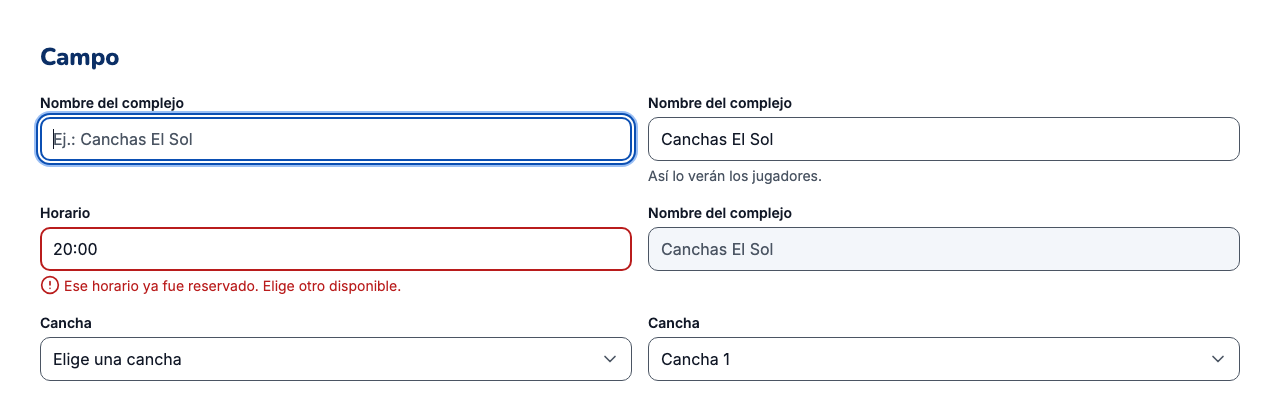 Campo
Nombre del complejo
Nombre del complejo
Ej.: Canchas El Sol
Canchas El Sol
Así lo verán los jugadores.
Horario
Nombre del complejo
20:00
Canchas El Sol
Ese horario ya fue reservado. Elige otro disponible.
Cancha
Cancha
Elige una cancha
Cancha 1